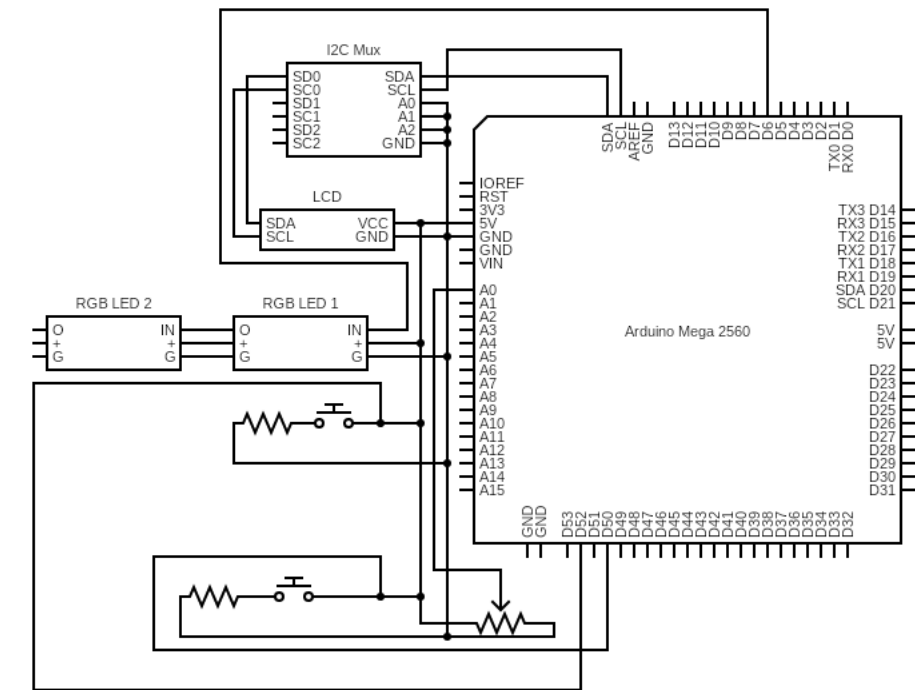 I2C Mux
SD0 SDA
SC0 SCL
SD1 A0
SC1 A1
SD2 A2
SC2 GND
LCD
SDA VCC
SCL GND
RGB LED 2
O IN
+ +
G G
RGB LED 1
O IN
+ +
G G
SDA
SCL
AREF
GND
D13
D12
D11
D10
D9
D8
D7
D6
D5
D4
D3
D2
TX0 D1
RX0 D0
IOREF
RST
3V3
5V
GND
GND
VIN
A0
A1
A2
A3
A4
A5
A6
A7
A8
A9
A10
A11
A12
A13
A14
A15
Arduino Mega 2560
TX3 D14
RX3 D15
TX2 D16
RX2 D17
TX1 D18
RX1 D19
SDA D20
SCL D21
5V
5V
D22
D23
D24
D25
D26
D27
D28
D29
D30
D31
GND
GND
D53
D52
D51
D50
D49
D48
D47
D46
D45
D44
D43
D42
D41
D40
D39
D38
D37
D36
D35
D34
D33
D32